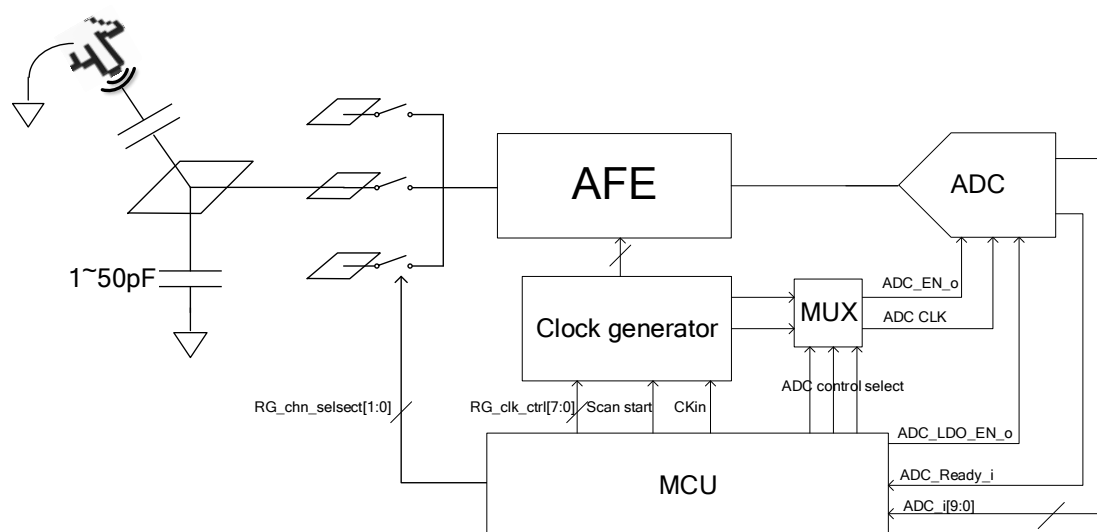 AFE
ADC
1~50pF
ADC_EN_o
Clock generator
MUX
ADC CLK
ADC control select
RG_chn_selsect[1:0]
RG_clk_ctrl[7:0]
Scan start
CKin
ADC_LDO_EN_o
MCU
ADC_Ready_i
ADC_i[9:0]